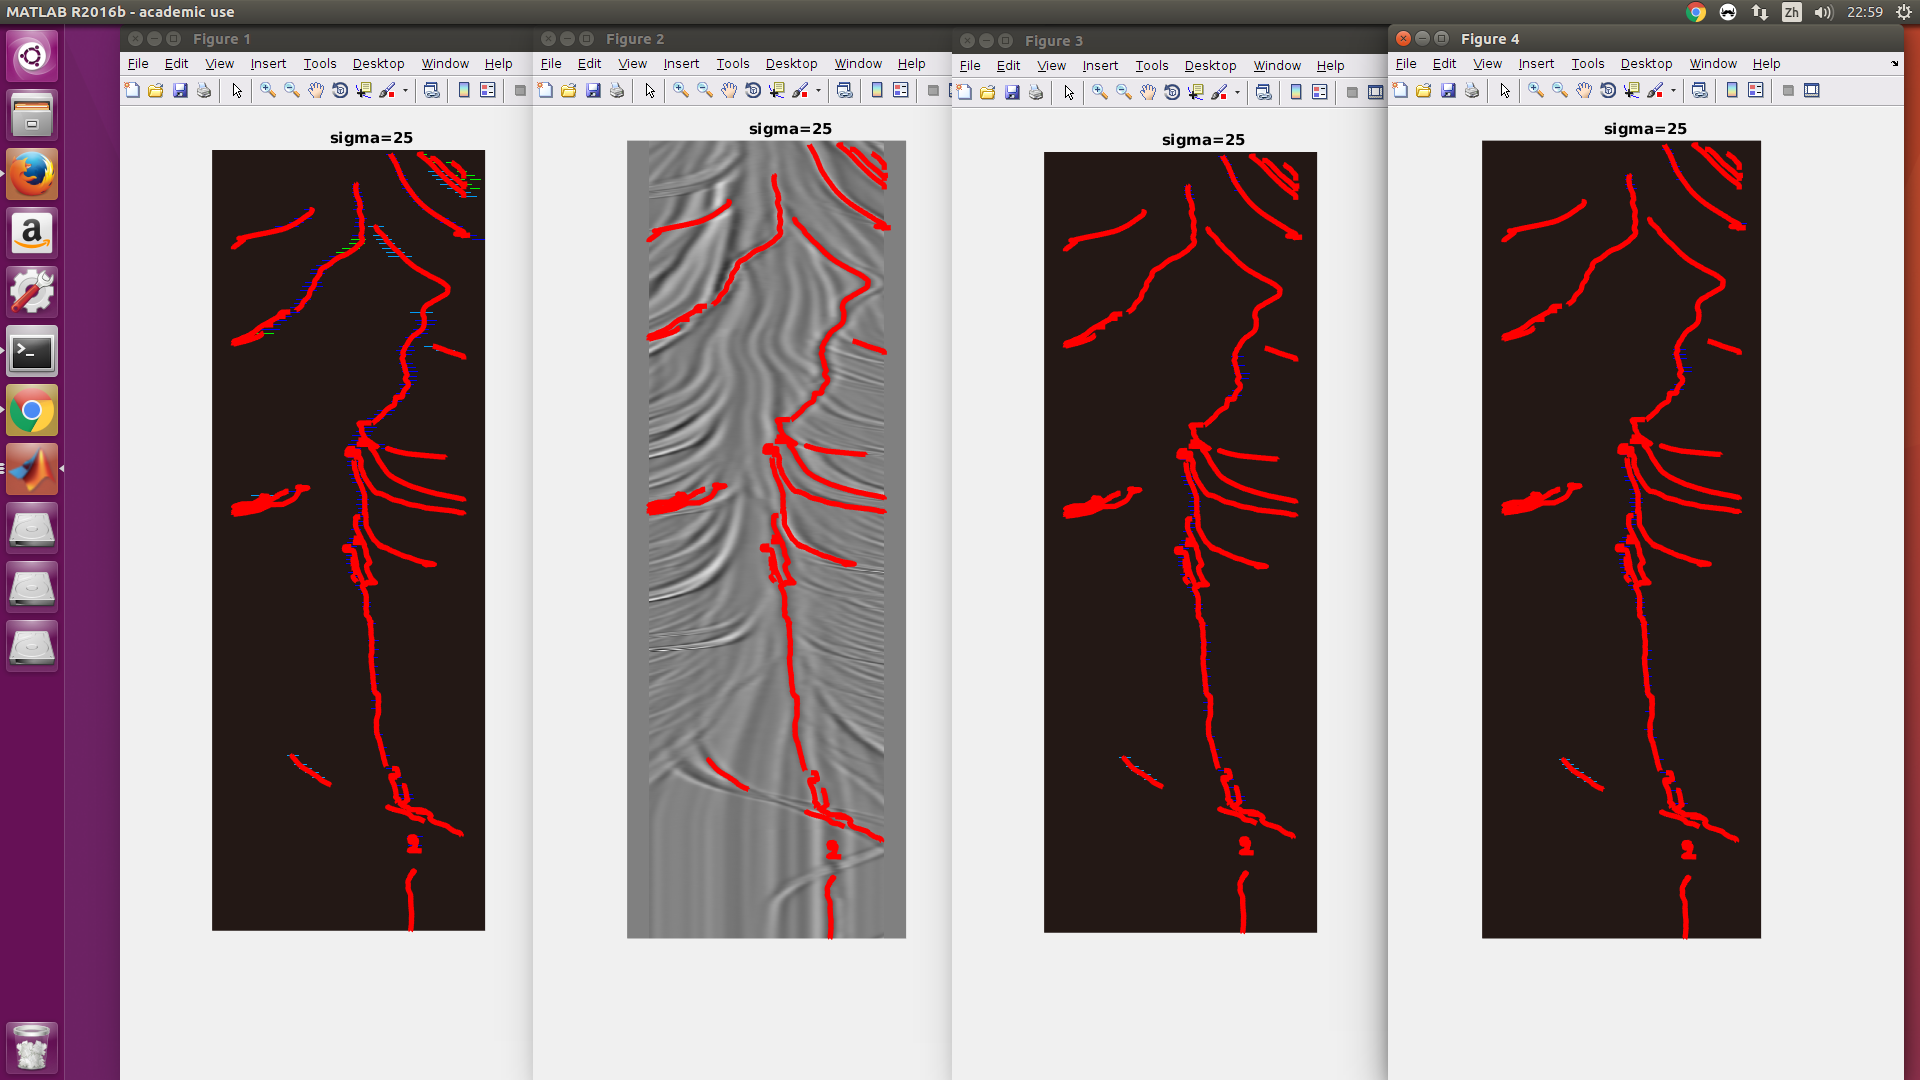 MATLAB R2016b - academic use
Zh
22:59
Figure 1
File Edit View Insert Tools Desktop Window Help
sigma=25
Figure 2
File Edit View Insert Tools Desktop Window Help
sigma=25
Figure 3
File Edit View Insert Tools Desktop Window Help
sigma=25
Figure 4
File Edit View Insert Tools Desktop Window Help
sigma=25